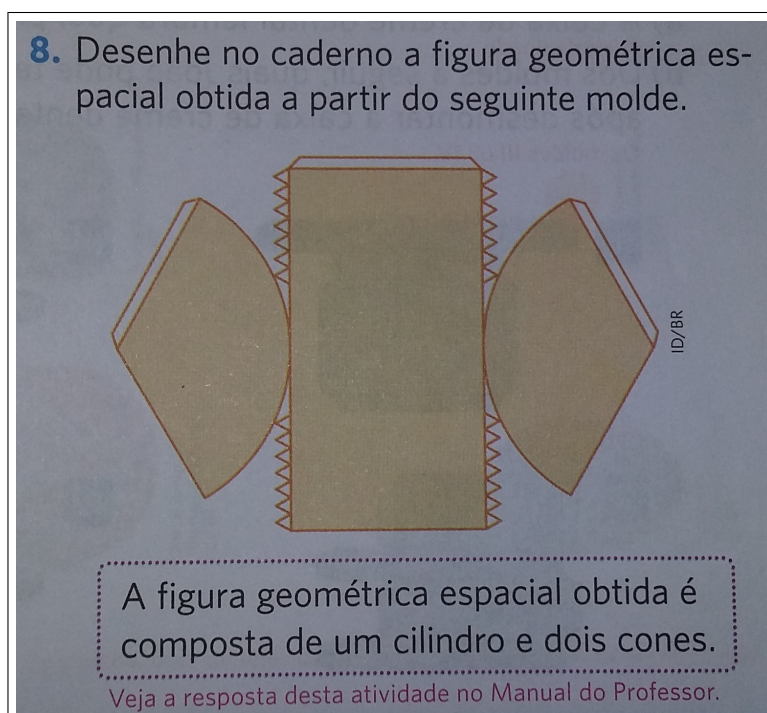 8. Desenhe no caderno a figura geométrica es-
pacial obtida a partir do seguinte molde.
ID/BR
A figura geométrica espacial obtida é
composta de um cilindro e dois cones.
Veja a resposta desta atividade no Manual do Professor.